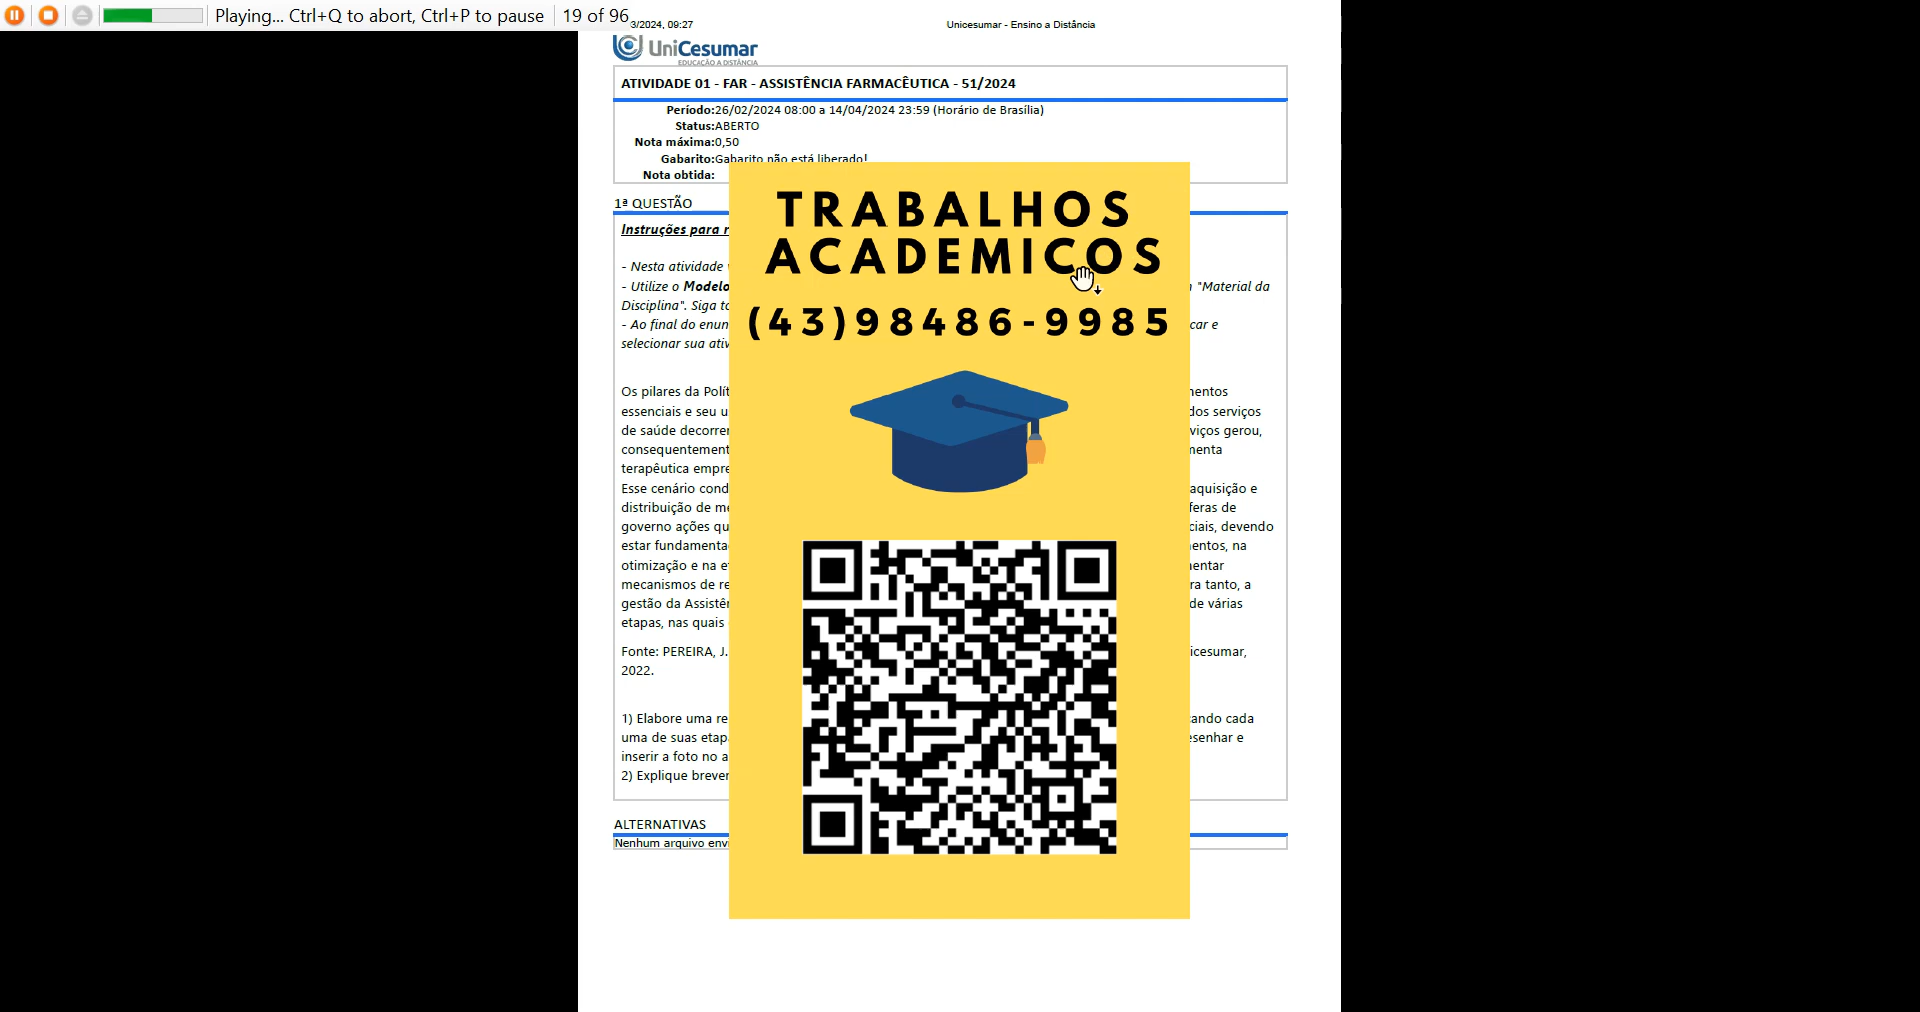 Playing... Ctrl+Q to abort, Ctrl+P to pause 19 of 96
3/2024, 09:27 Unicesumar - Ensino a Distância
UniCesumar
EDUCAÇÃO A DISTÂNCIA
ATIVIDADE 01 - FAR - ASSISTÊNCIA FARMACÊUTICA - 51/2024
Período:26/02/2024 08:00 a 14/04/2024 23:59 (Horário de Brasília)
Status:ABERTO
Nota máxima:0,50
Gabarito:Gabarito não está liberado!
Nota obtida:
1ª QUESTÃO
Instruções para r
- Nesta atividade
- Utilize o Modelo "Material da
Disciplina". Siga
- Ao final do enun car e
selecionar sua ativ
Os pilares da Polít entos
essenciais e seu u dos serviços
de saúde decorre viços gerou,
consequentement enta
terapêutica empre
Esse cenário cond aquisição e
distribuição de me feras de
governo ações qu ciais, devendo
estar fundamenta entos, na
otimização e na e entar
mecanismos de re ra tanto, a
gestão da Assistê de várias
etapas, nas quais
Fonte: PEREIRA, J. icesumar,
2022.
1) Elabore uma re ando cada
uma de suas etap esenhar e
inserir a foto no a
2) Explique brever
ALTERNATIVAS
Nenhum arquivo env
TRABALHOS
ACADEMICOS
(43)98486-9985